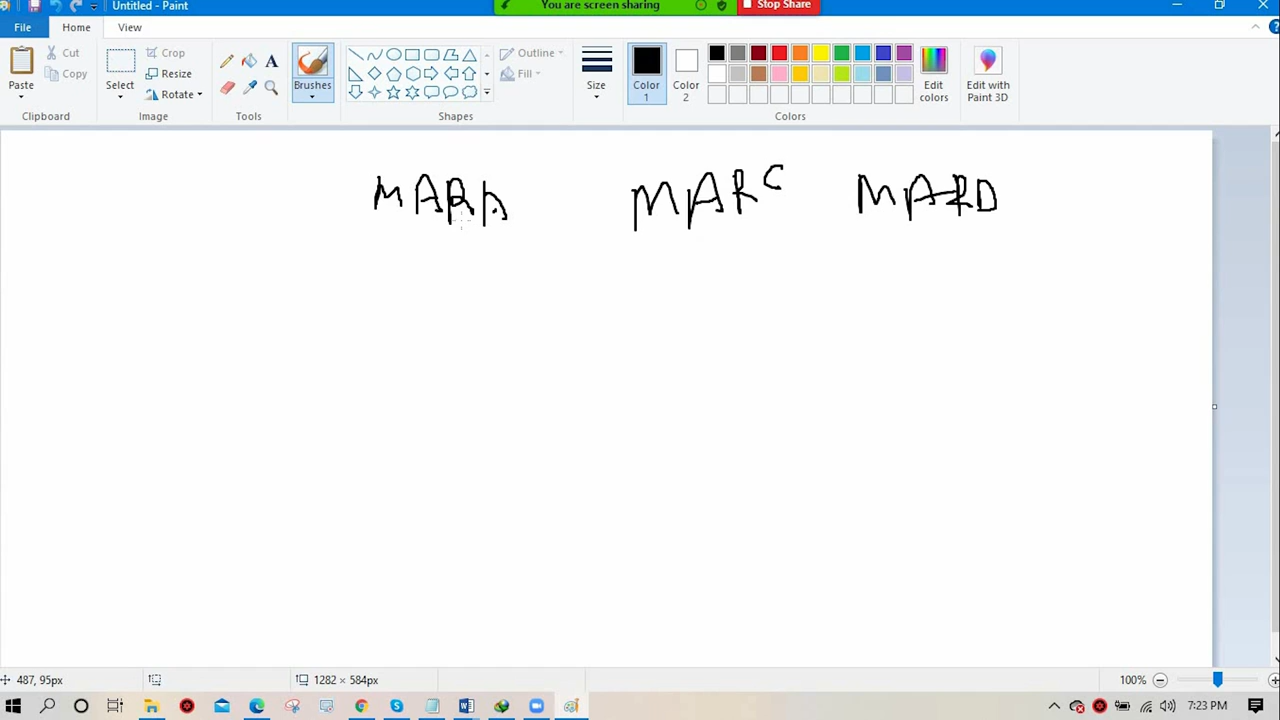 Untitled - Paint You are screen sharing Stop Share
File Home View
Cut Crop Outline
Paste Copy Select Resize Brushes Fill Size Color 1 Color 2 Edit colors Edit with Paint 3D
Rotate
Clipboard Image Tools Shapes Colors
MARA MARC MARD
487, 95px 1282 × 584px 100%
7:23 PM